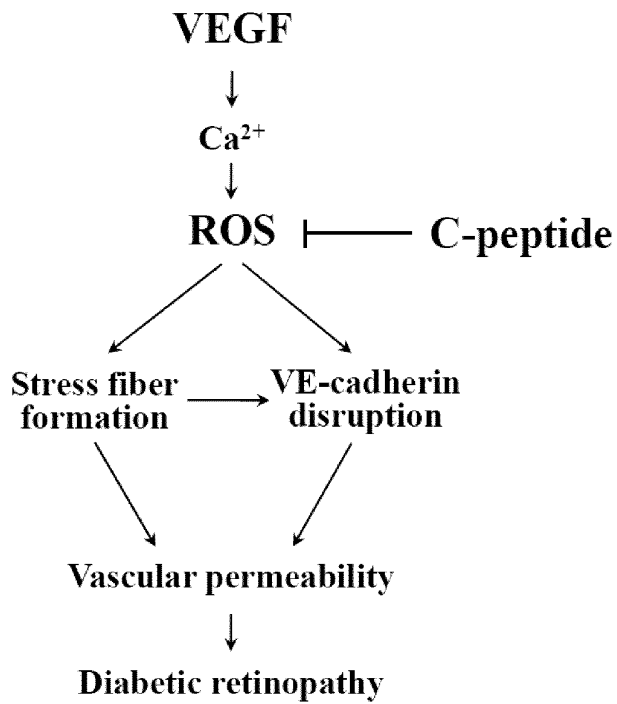 VEGF
Ca²⁺
ROS
C-peptide
Stress fiber
formation
VE-cadherin
disruption
Vascular permeability
Diabetic retinopathy